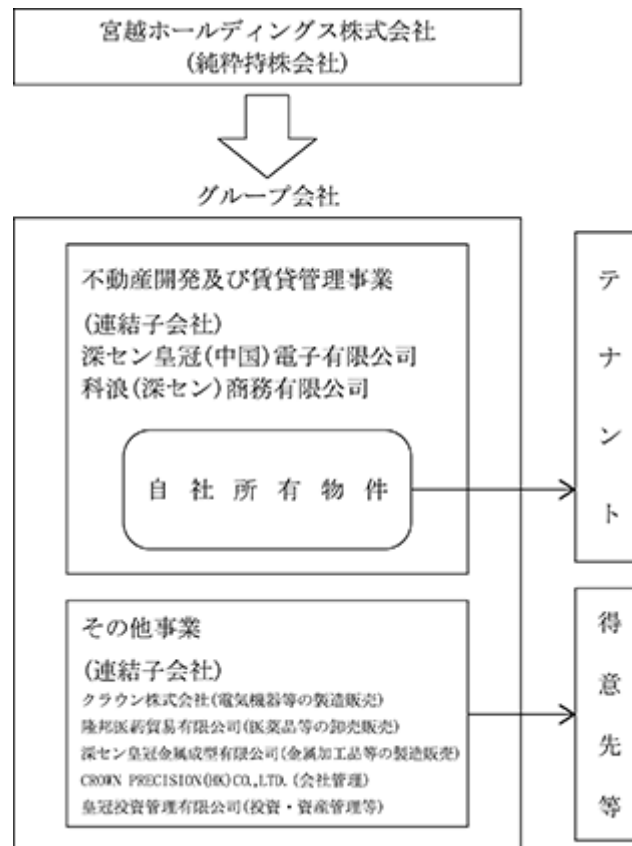 宮越ホールディングス株式会社
(純粋持株会社)
グループ会社
不動産開発及び賃貸管理事業
(連結子会社)
深セン皇冠(中国)電子有限公司
科浪(深セン)商務有限公司
自社所有物件
テナント
その他事業
(連結子会社)
クラウン株式会社(電気機器等の製造販売)
隆邦医葯貿易有限公司(医薬品等の卸売販売)
深セン皇冠金属成型有限公司(金属加工品等の製造販売)
CROWN PRECISION(HK)CO.,LTD. (会社管理)
皇冠投資管理有限公司(投資・資産管理等)
得意先等